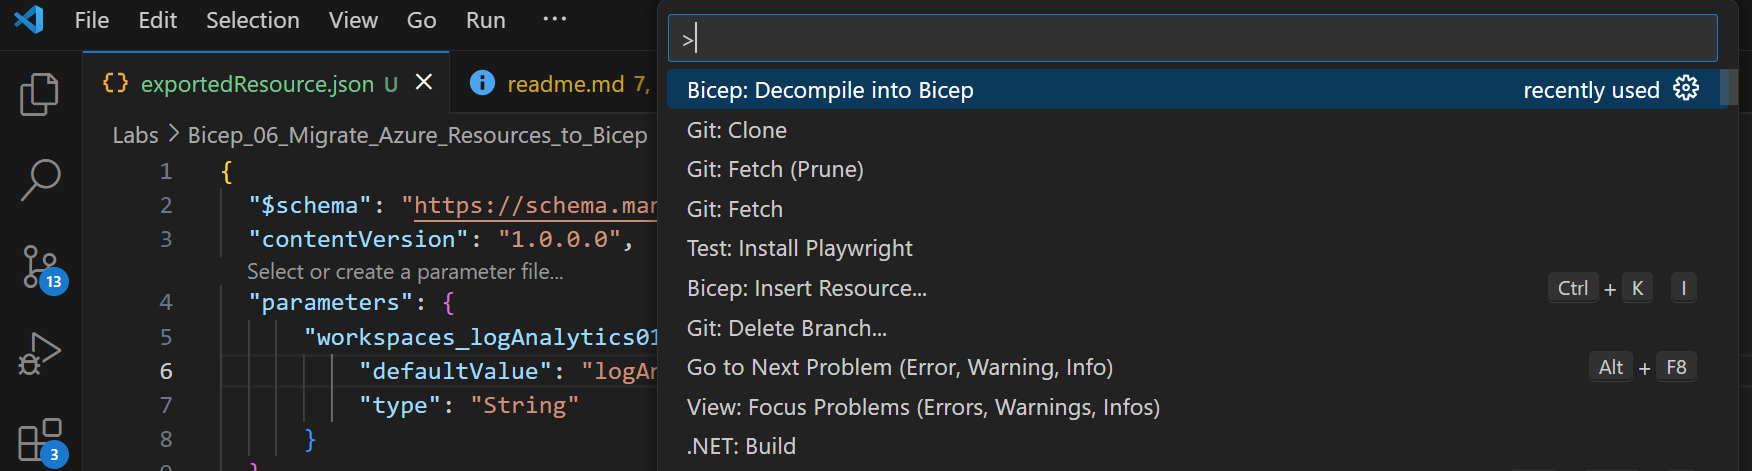 File Edit Selection View Go Run ···
>
{} exportedResource.json U × readme.md 7,
Labs > Bicep_06_Migrate_Azure_Resources_to_Bicep
1 {
2 "$schema": "https://schema.mar
3 "contentVersion": "1.0.0.0",
Select or create a parameter file...
4 "parameters": {
5 "workspaces_logAnalytics01
6 "defaultValue": "logAr
7 "type": "String"
8 }
13
3
Bicep: Decompile into Bicep recently used
Git: Clone
Git: Fetch (Prune)
Git: Fetch
Test: Install Playwright
Bicep: Insert Resource... Ctrl + K I
Git: Delete Branch...
Go to Next Problem (Error, Warning, Info) Alt + F8
View: Focus Problems (Errors, Warnings, Infos)
.NET: Build